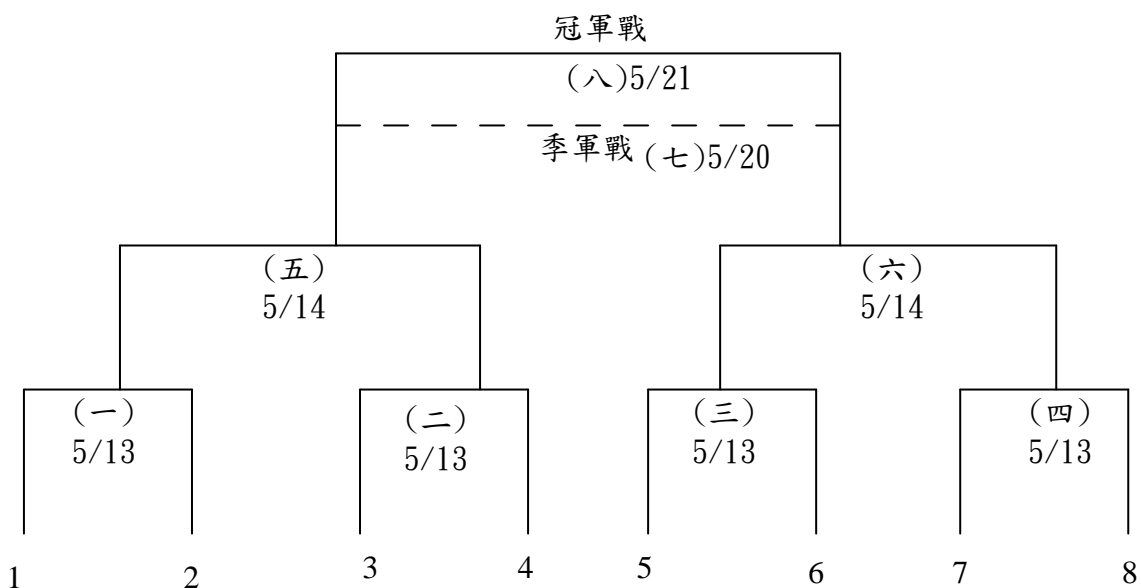 冠軍戰
(八)5/21
季軍戰 (七)5/20
(五)
5/14
(六)
5/14
(一)
5/13
(二)
5/13
(三)
5/13
(四)
5/13
1 2 3 4 5 6 7 8